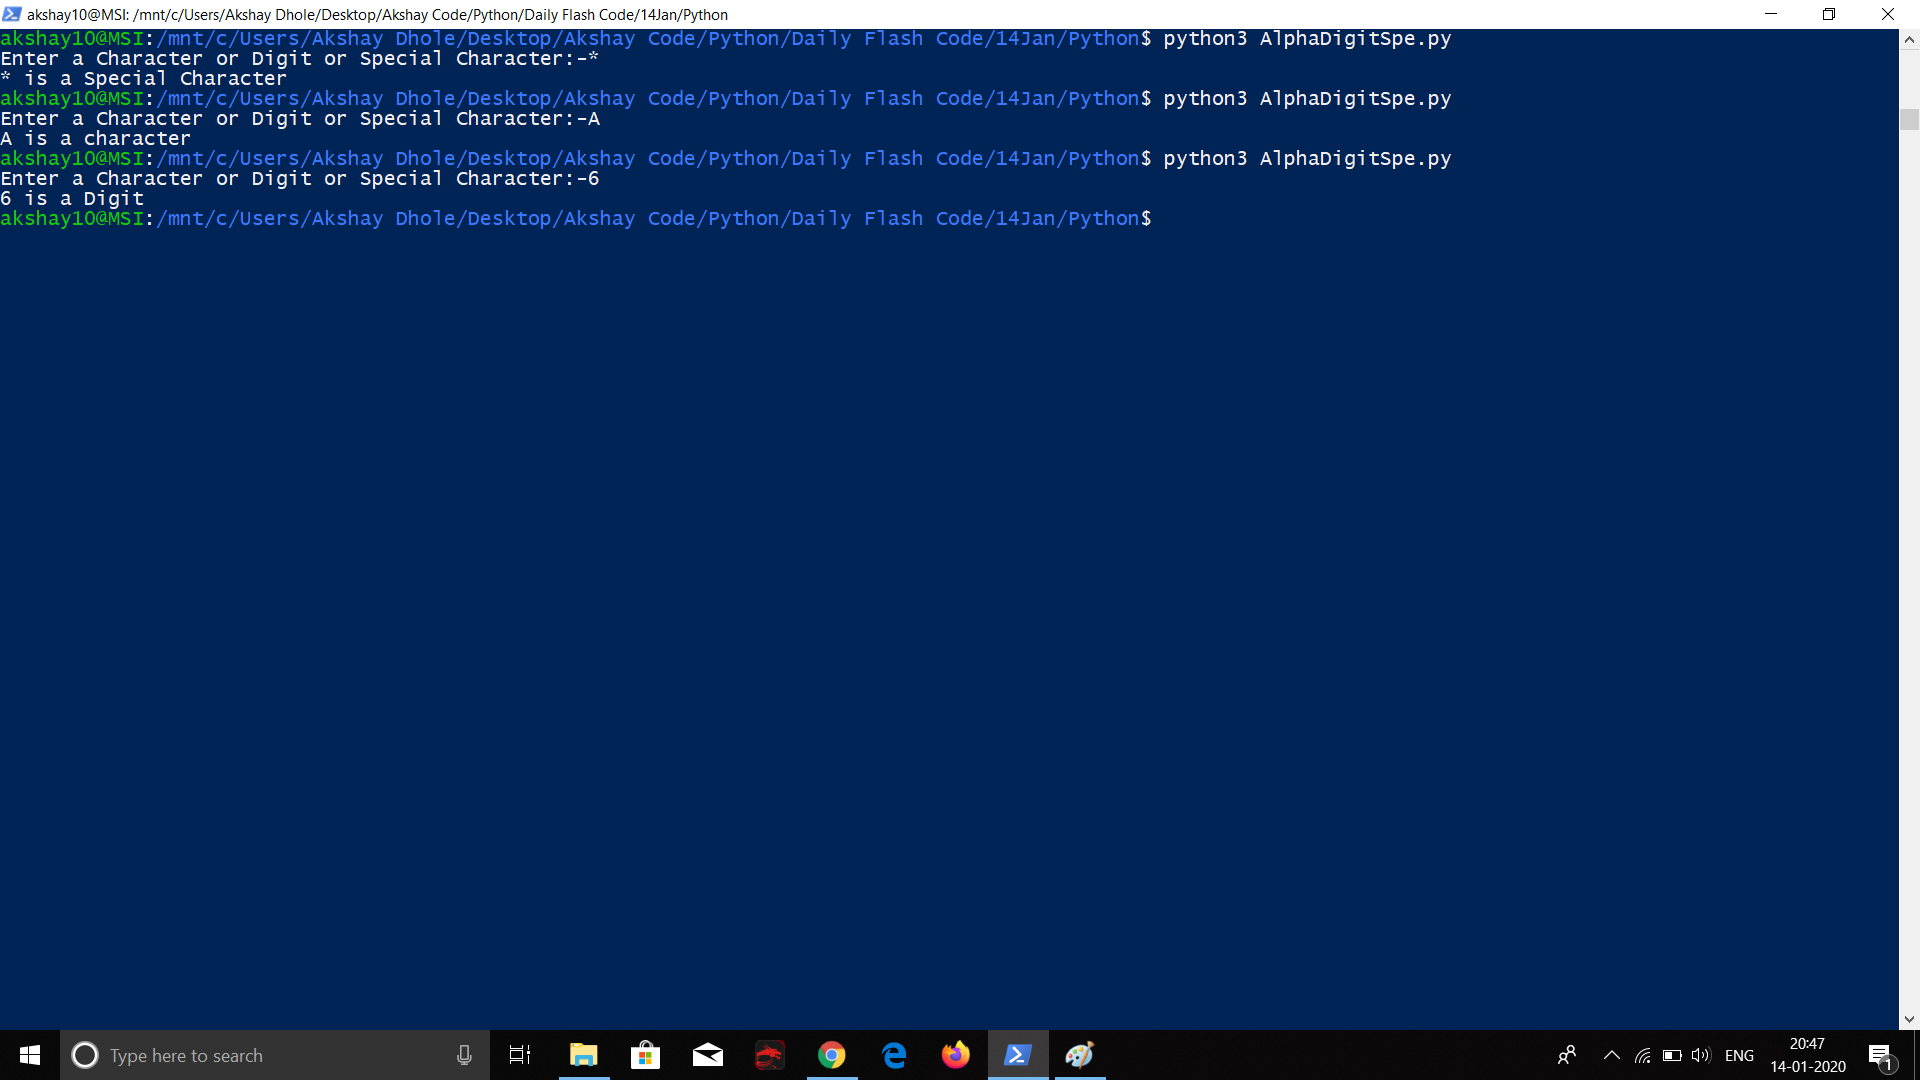 akshay10@MSI: /mnt/c/Users/Akshay Dhole/Desktop/Akshay Code/Python/Daily Flash Code/14Jan/Python
akshay10@MSI:/mnt/c/Users/Akshay Dhole/Desktop/Akshay Code/Python/Daily Flash Code/14Jan/Python$ python3 AlphaDigitSpe.py
Enter a Character or Digit or Special Character:-*
* is a Special Character
akshay10@MSI:/mnt/c/Users/Akshay Dhole/Desktop/Akshay Code/Python/Daily Flash Code/14Jan/Python$ python3 AlphaDigitSpe.py
Enter a Character or Digit or Special Character:-A
A is a character
akshay10@MSI:/mnt/c/Users/Akshay Dhole/Desktop/Akshay Code/Python/Daily Flash Code/14Jan/Python$ python3 AlphaDigitSpe.py
Enter a Character or Digit or Special Character:-6
6 is a Digit
akshay10@MSI:/mnt/c/Users/Akshay Dhole/Desktop/Akshay Code/Python/Daily Flash Code/14Jan/Python$
Type here to search
ENG
20:47
14-01-2020
1